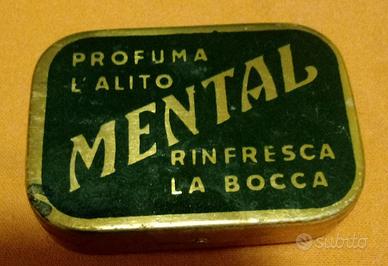 PROFUMA
L'ALITO
MENTAL
RINFRESCA
LA BOCCA
subito